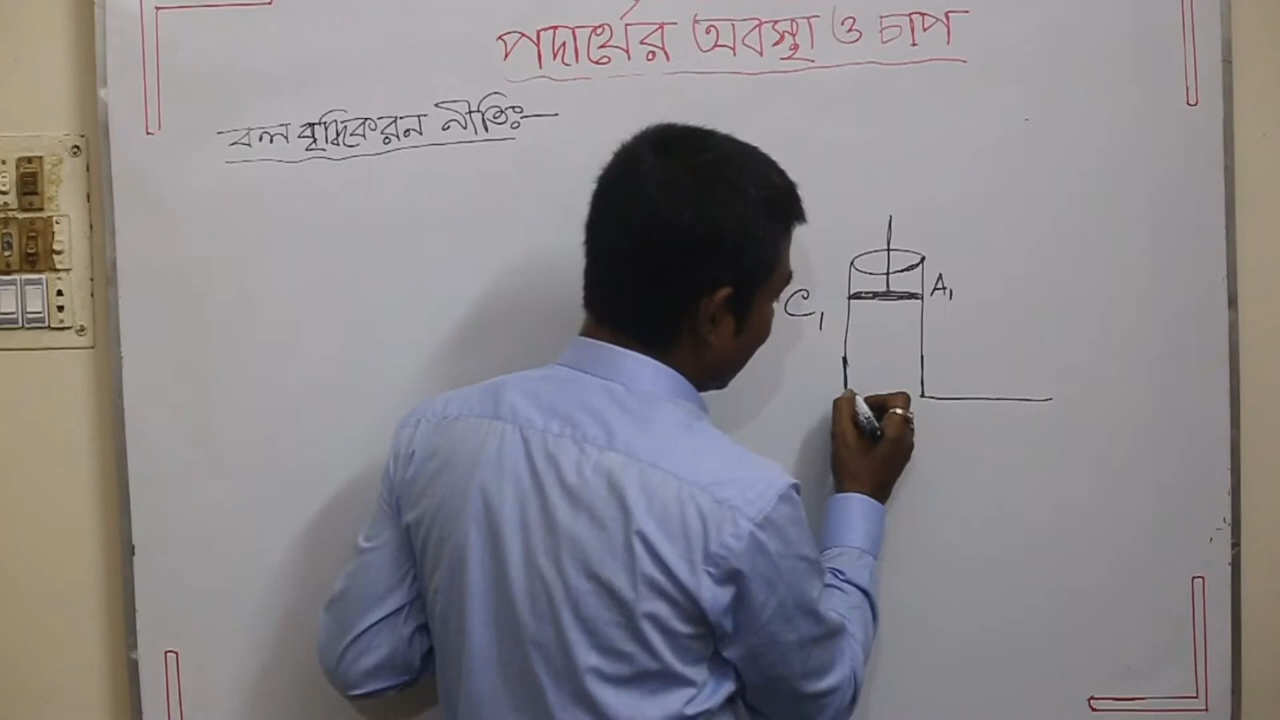 পদার্থের অবস্থা ও চাপ
বল বৃদ্ধিকরন নীতিঃ-
C₁
A₁